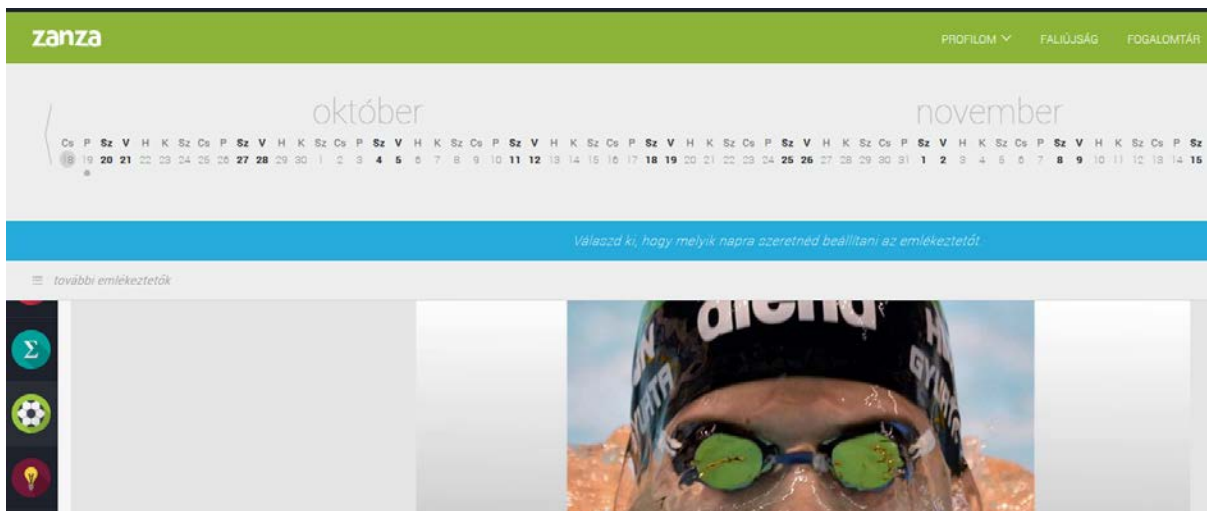 zanza
PROFILOM FALIÚJSÁG FOGALOMTÁR
október november
Cs P Sz V H K Sz Cs P Sz V H K Sz Cs P Sz V H K Sz Cs P Sz V H K Sz Cs P Sz V H K Sz Cs P Sz V H K Sz Cs P Sz V H K Sz Cs P Sz V H K Sz Cs P Sz
18 19 20 21 22 23 24 25 26 27 28 29 30 1 2 3 4 5 6 7 8 9 10 11 12 13 14 15 16 17 18 19 20 21 22 23 24 25 26 27 28 29 30 31 1 2 3 4 5 6 7 8 9 10 11 12 13 14 15
Válaszd ki, hogy melyik napra szeretnéd beállítani az emlékeztetőt.
további emlékeztetők
arena
Σ
GYURTA